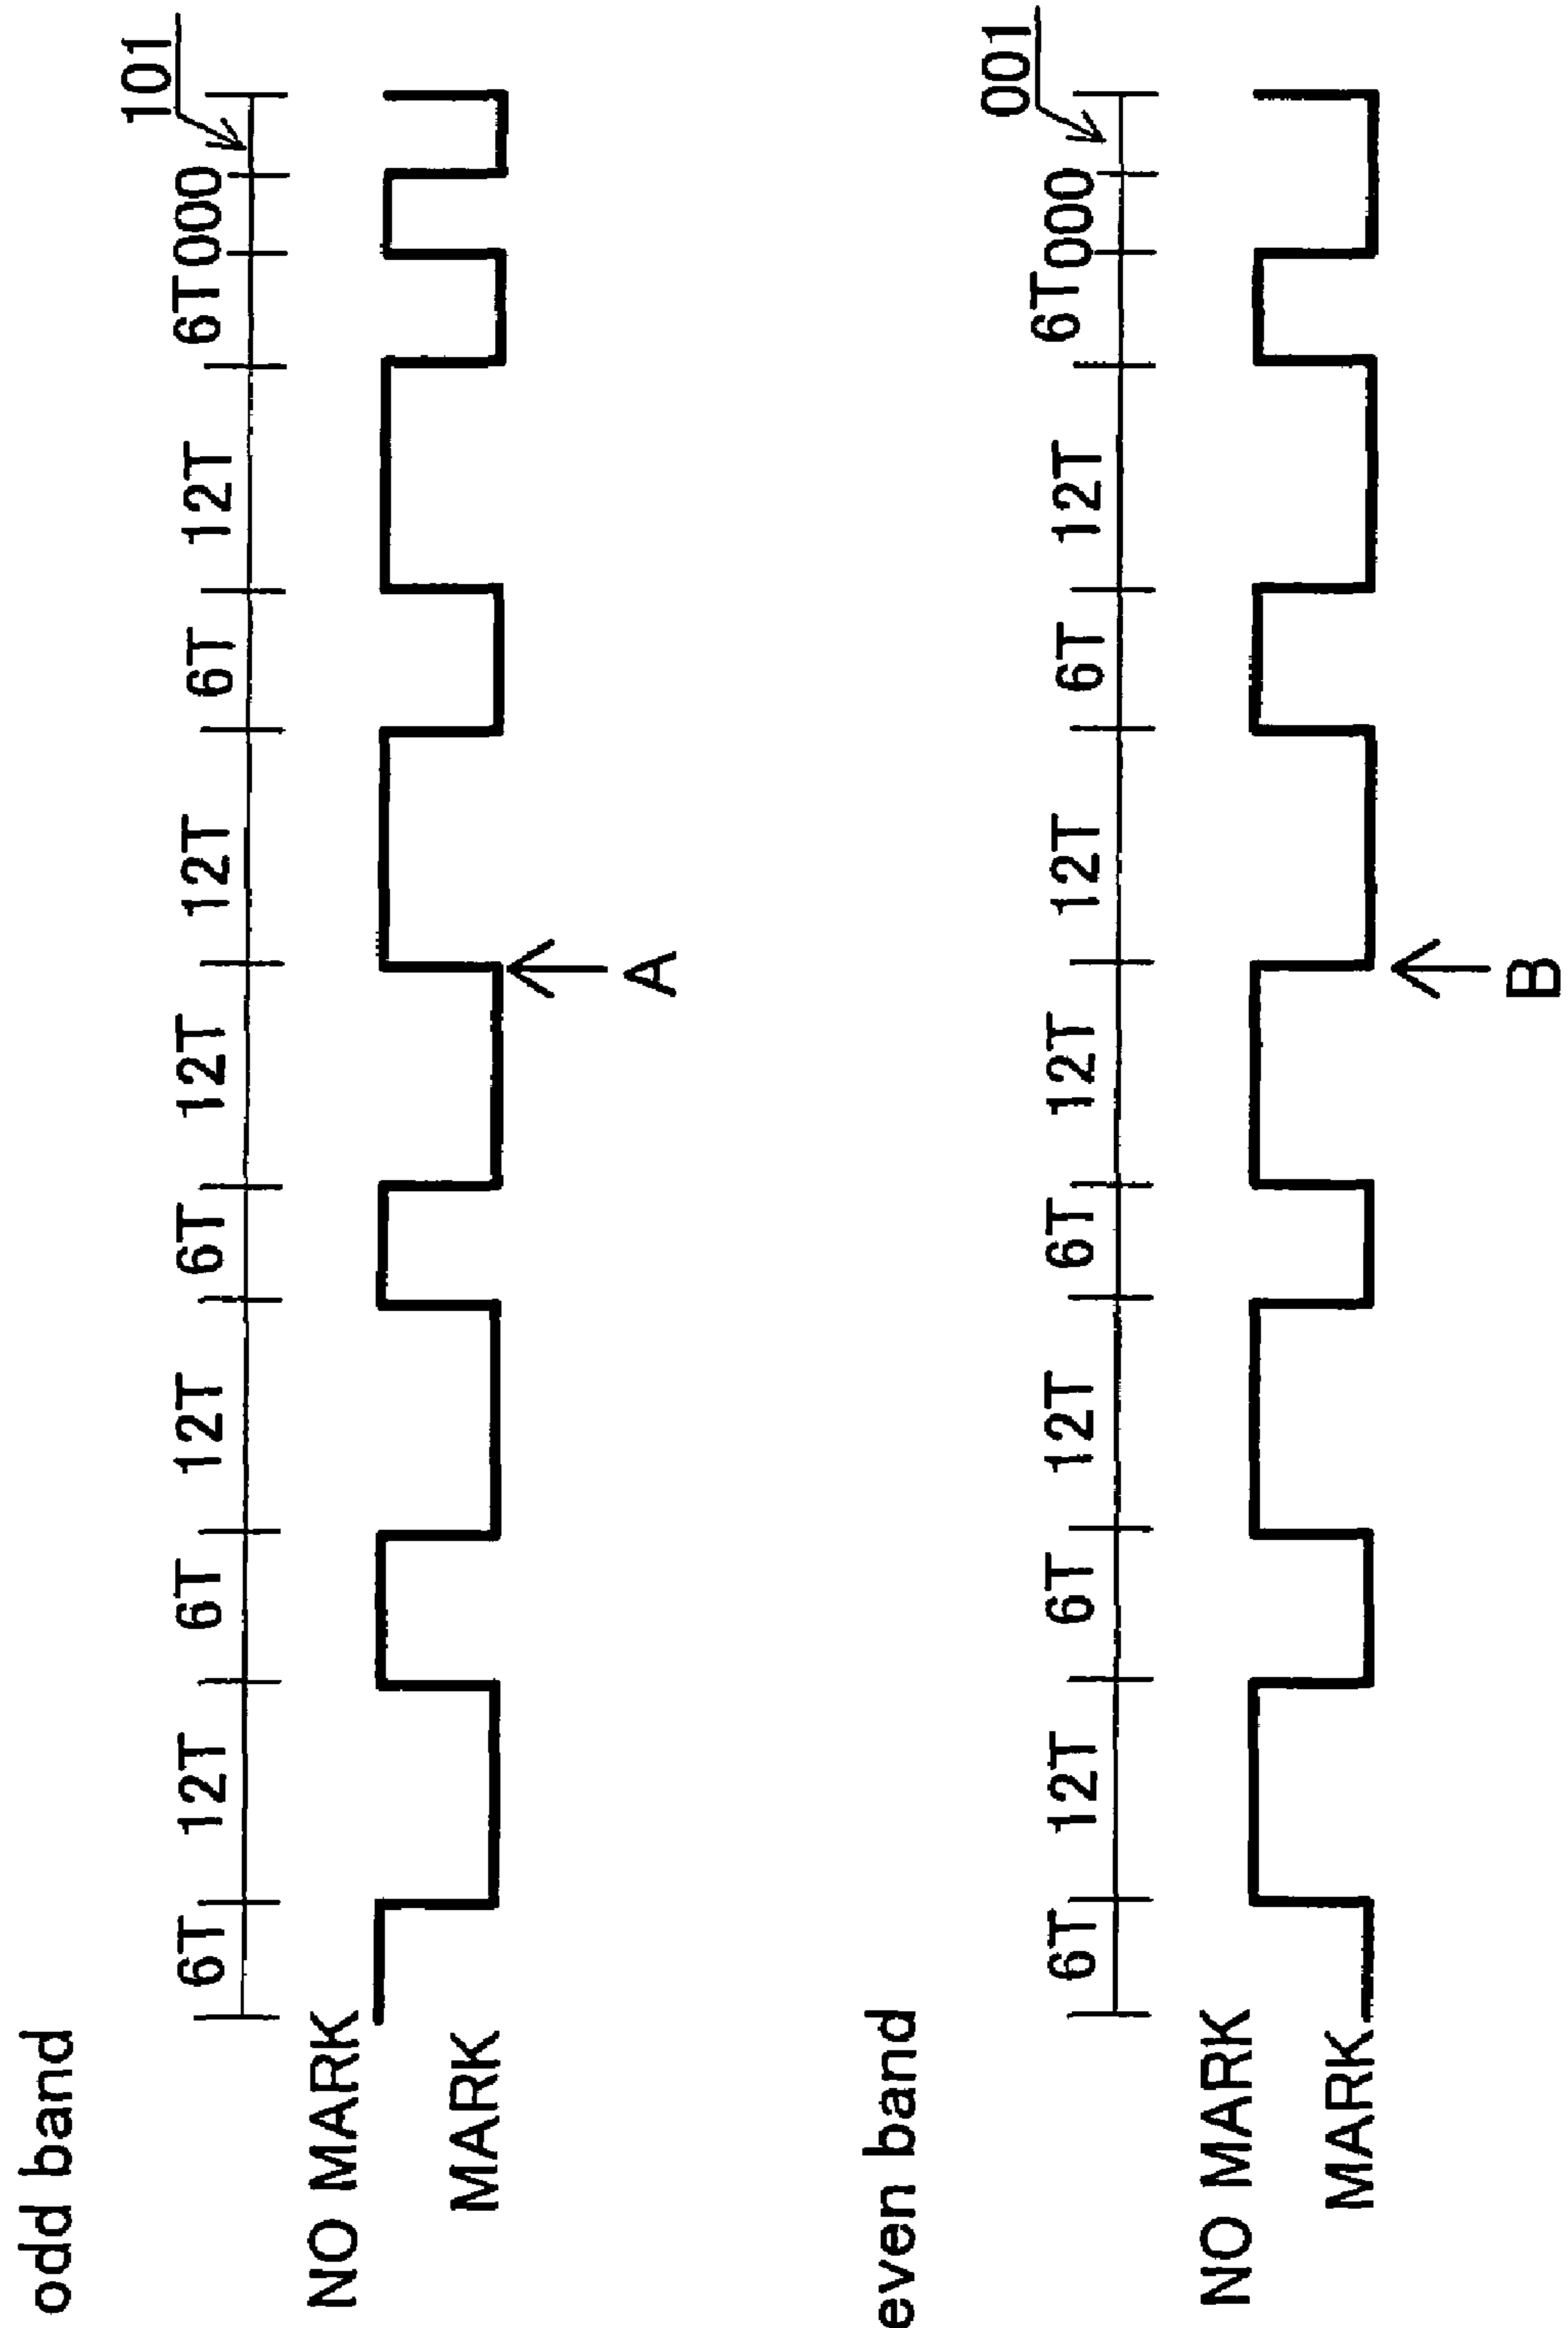 odd band
6T 12T 6T 12T 6T 12T 12T 6T 12T 6T 000 101
NO MARK
MARK
A
even band
6T 12T 6T 12T 6T 12T 12T 6T 12T 6T 000 001
NO MARK
MARK
B